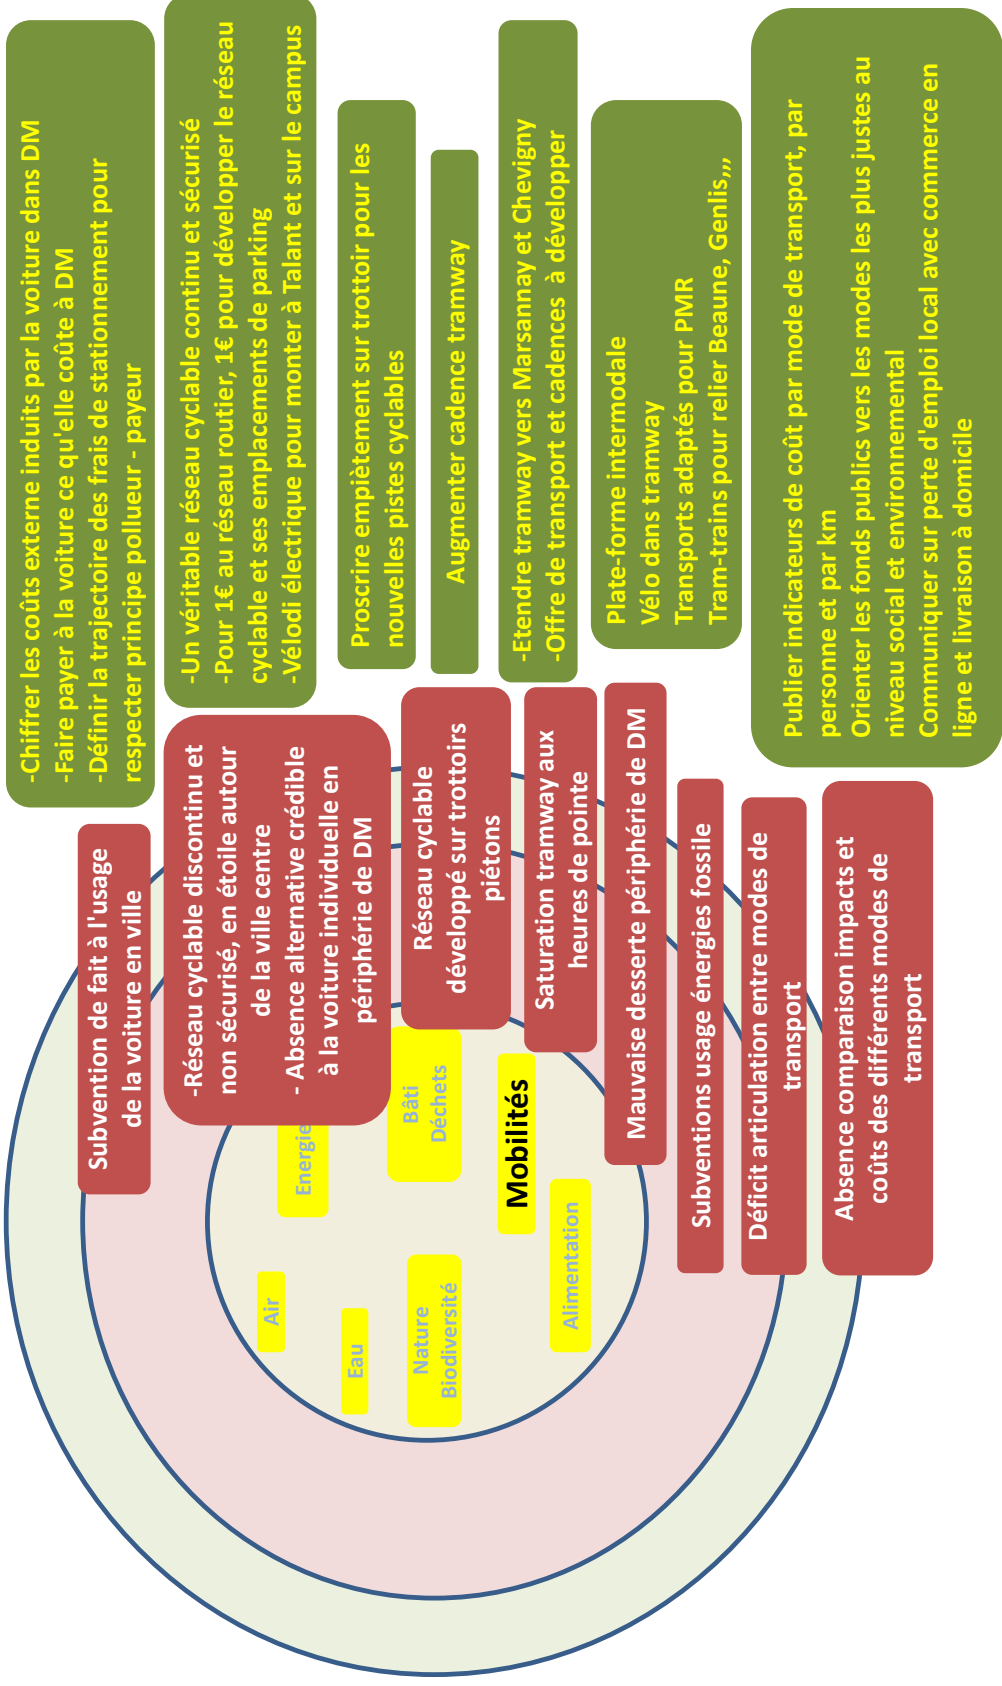 Air
Eau
Nature
Biodiversité
Energie
Bâti
Déchets
Mobilités
Alimentation
Subvention de fait à l'usage
de la voiture en ville
-Réseau cyclable discontinu et
non sécurisé, en étoile autour
de la ville centre
- Absence alternative crédible
à la voiture individuelle en
périphérie de DM
Réseau cyclable
développé sur trottoirs
piétons
Saturation tramway aux
heures de pointe
Mauvaise desserte périphérie de DM
Subventions usage énergies fossile
Déficit articulation entre modes de
transport
Absence comparaison impacts et
coûts des différents modes de
transport
-Chiffrer les coûts externe induits par la voiture dans DM
-Faire payer à la voiture ce qu'elle coûte à DM
-Définir la trajectoire des frais de stationnement pour
respecter principe pollueur - payeur
-Un véritable réseau cyclable continu et sécurisé
-Pour 1€ au réseau routier, 1€ pour développer le réseau
cyclable et ses emplacements de parking
-Vélodi électrique pour monter à Talant et sur le campus
Proscrire empiètement sur trottoir pour les
nouvelles pistes cyclables
Augmenter cadence tramway
-Etendre tramway vers Marsannay et Chevigny
-Offre de transport et cadences à développer
Plate-forme intermodale
Vélo dans tramway
Transports adaptés pour PMR
Tram-trains pour relier Beaune, Genlis,,,
Publier indicateurs de coût par mode de transport, par
personne et par km
Orienter les fonds publics vers les modes les plus justes au
niveau social et environnemental
Communiquer sur perte d'emploi local avec commerce en
ligne et livraison à domicile